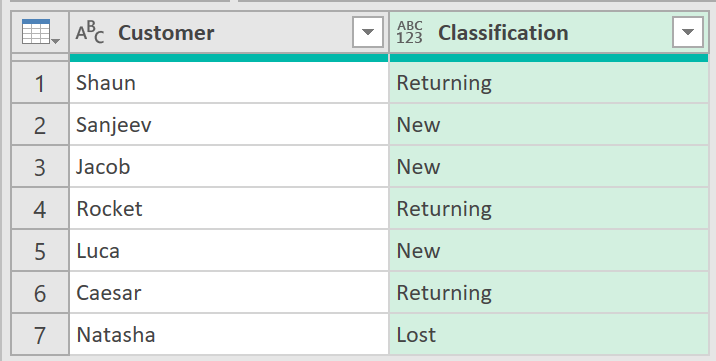 ABC Customer ABC 123 Classification
1 Shaun Returning
2 Sanjeev New
3 Jacob New
4 Rocket Returning
5 Luca New
6 Caesar Returning
7 Natasha Lost